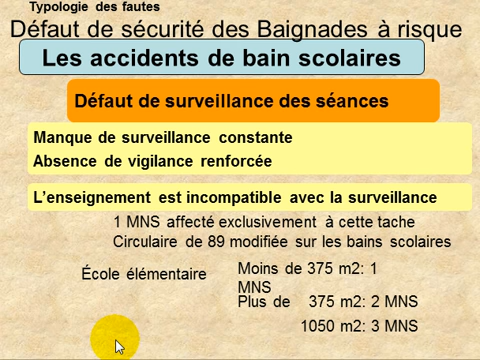 Typologie des fautes
Défaut de sécurité des Baignades à risque
Les accidents de bain scolaires
Défaut de surveillance des séances
Manque de surveillance constante
Absence de vigilance renforcée
L'enseignement est incompatible avec la surveillance
1 MNS affecté exclusivement à cette tache
Circulaire de 89 modifiée sur les bains scolaires
École élémentaire
Moins de 375 m2: 1
MNS
Plus de 375 m2: 2 MNS
1050 m2: 3 MNS